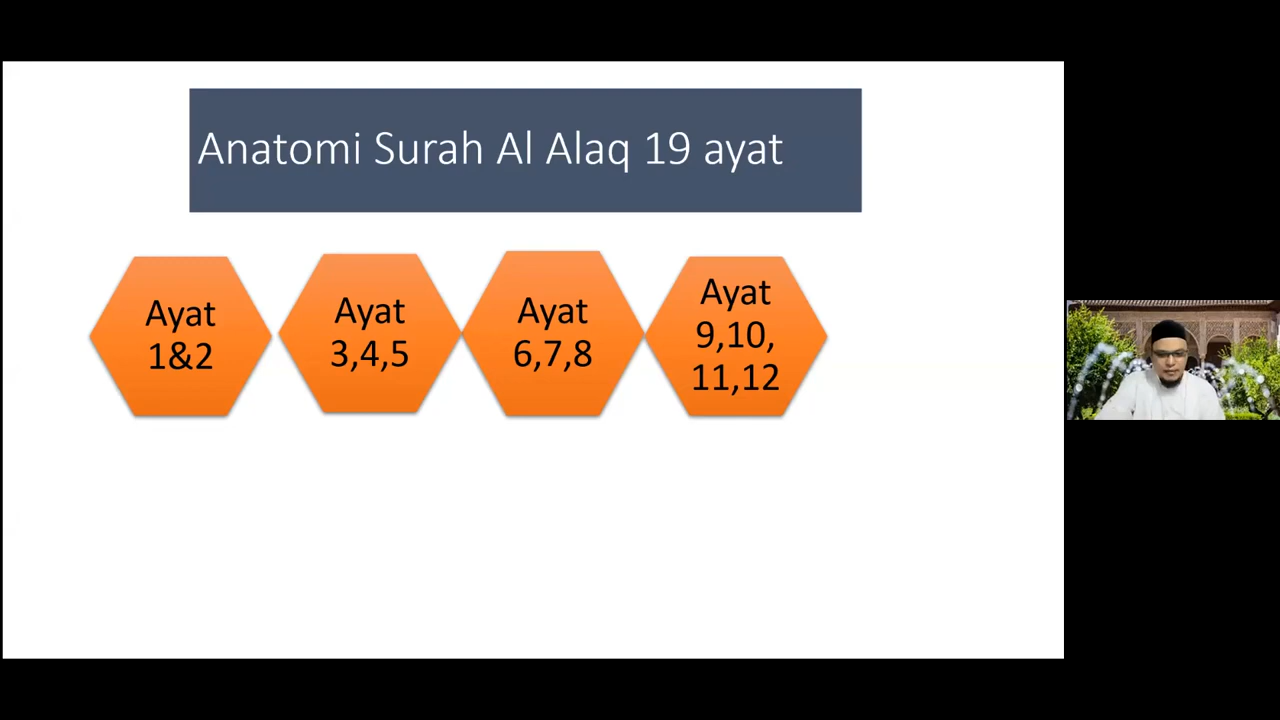 Anatomi Surah Al Alaq 19 ayat
Ayat
1&2
Ayat
3,4,5
Ayat
6,7,8
Ayat
9,10,
11,12